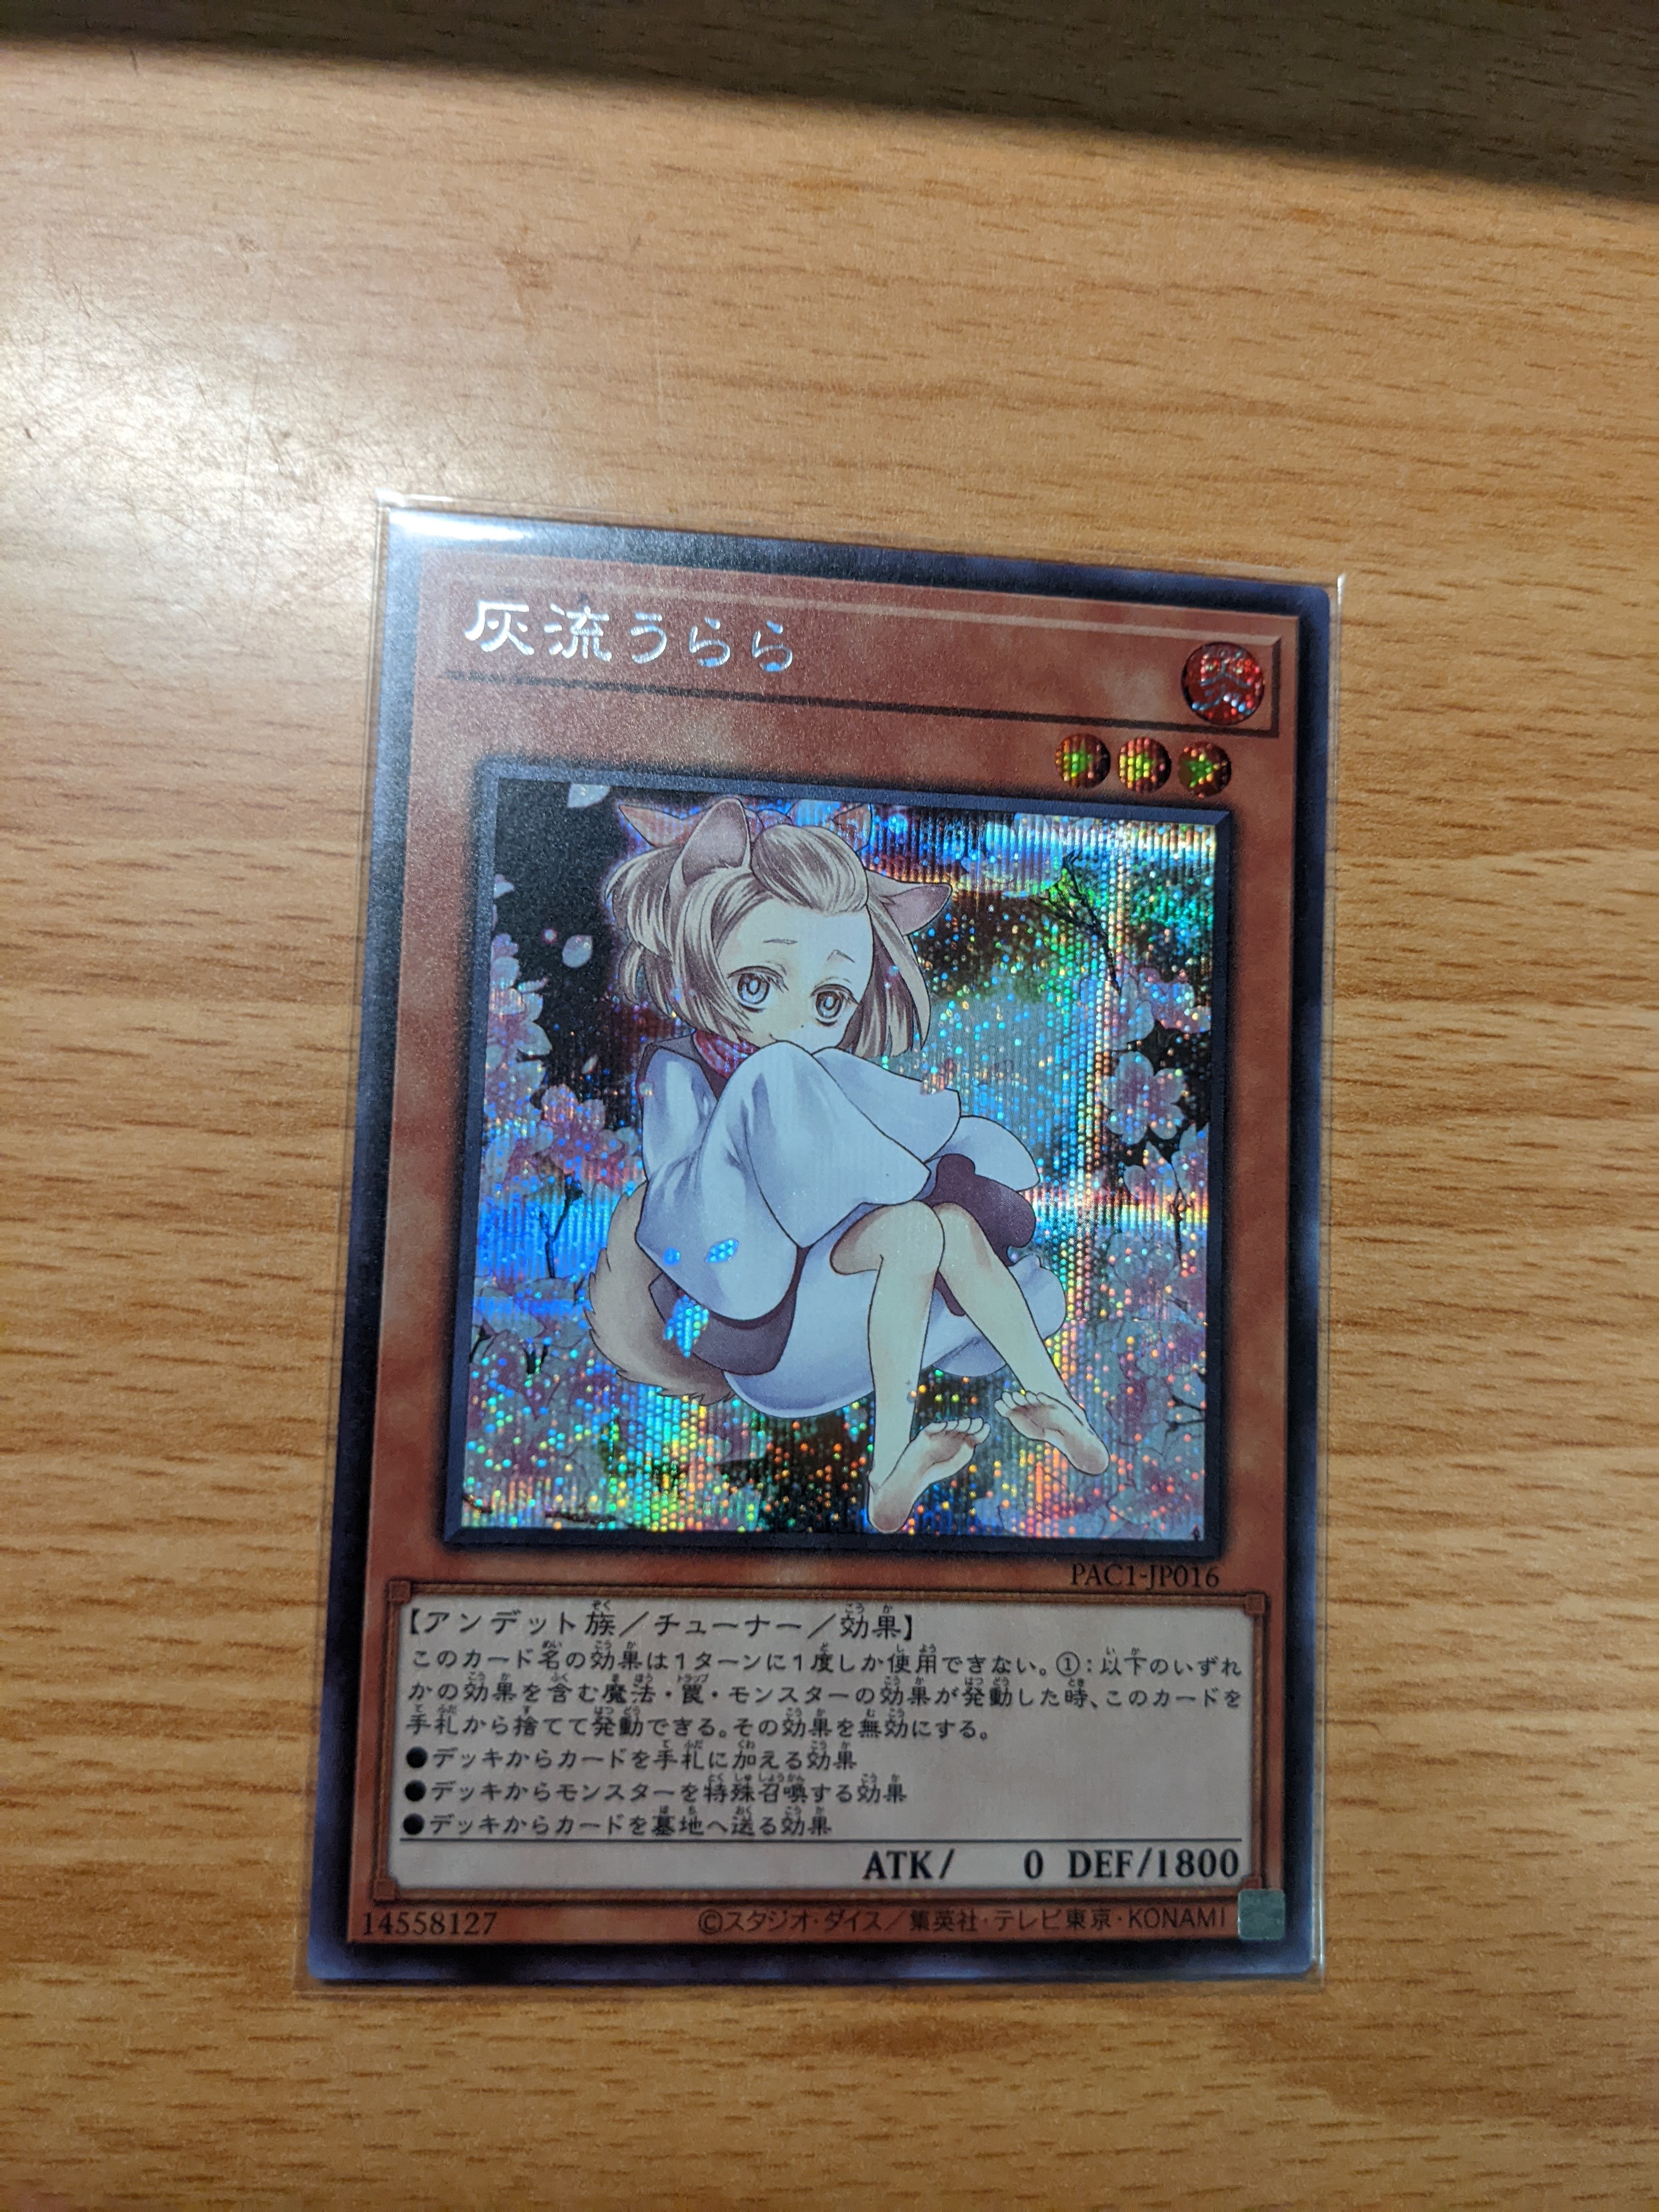 灰流うらら
炎
PAC1-JP016
【アンデット族／チューナー／効果】
このカード名の効果は１ターンに１度しか使用できない。①：以下のいずれ
かの効果を含む魔法・罠・モンスターの効果が発動した時、このカードを
手札から捨てて発動できる。その効果を無効にする。
●デッキからカードを手札に加える効果
●デッキからモンスターを特殊召喚する効果
●デッキからカードを墓地へ送る効果
ATK/ 0 DEF/1800
14558127 ©スタジオ・ダイス／集英社・テレビ東京・KONAMI